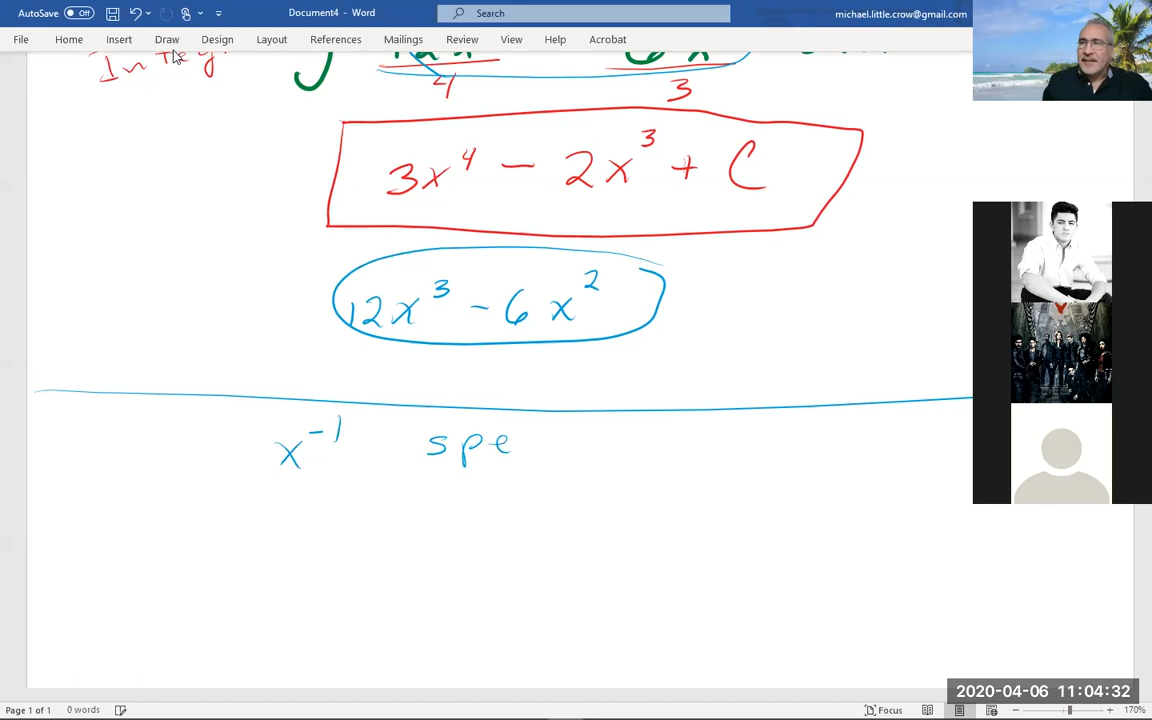 AutoSave Off Document4 - Word Search michael.little.crow@gmail.com
File Home Insert Draw Design Layout References Mailings Review View Help Acrobat
Integ
4 3
3x⁴ - 2x³ + C
12x³ - 6x²
x⁻¹ spe
2020-04-06 11:04:32
Page 1 of 1 0 words Focus 170%